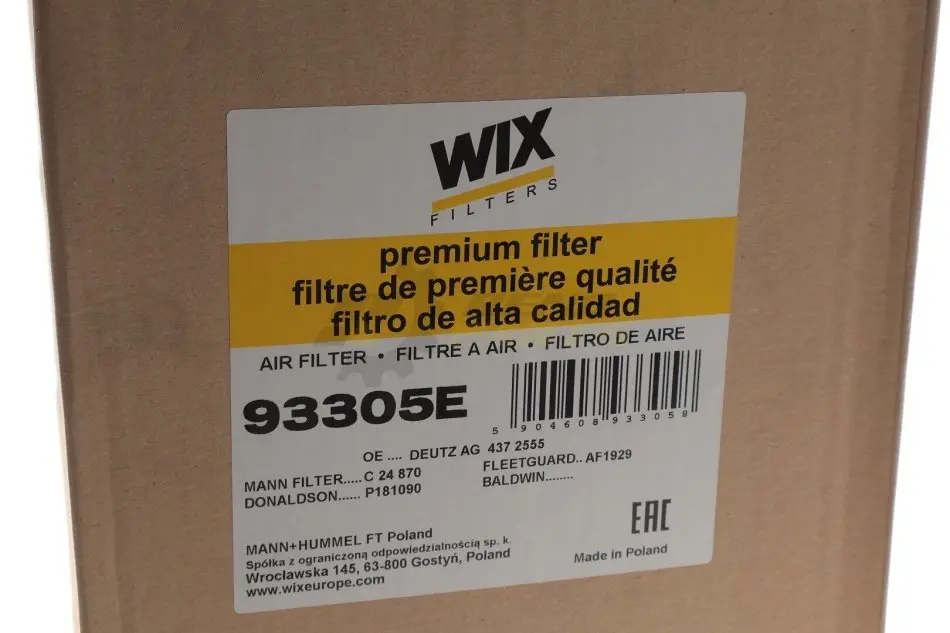 WIX
FILTERS
premium filter
filtre de première qualité
filtro de alta calidad
AIR FILTER • FILTRE A AIR • FILTRO DE AIRE
93305E
5 904608 933058
OE .... DEUTZ AG 437 2555
MANN FILTER.....C 24 870
FLEETGUARD.. AF1929
DONALDSON...... P181090
BALDWIN........
EAC
MANN+HUMMEL FT Poland
Spółka z ograniczoną odpowiedzialnością sp. k.
Wrocławska 145, 63-800 Gostyń, Poland
www.wixeurope.com
Made in Poland